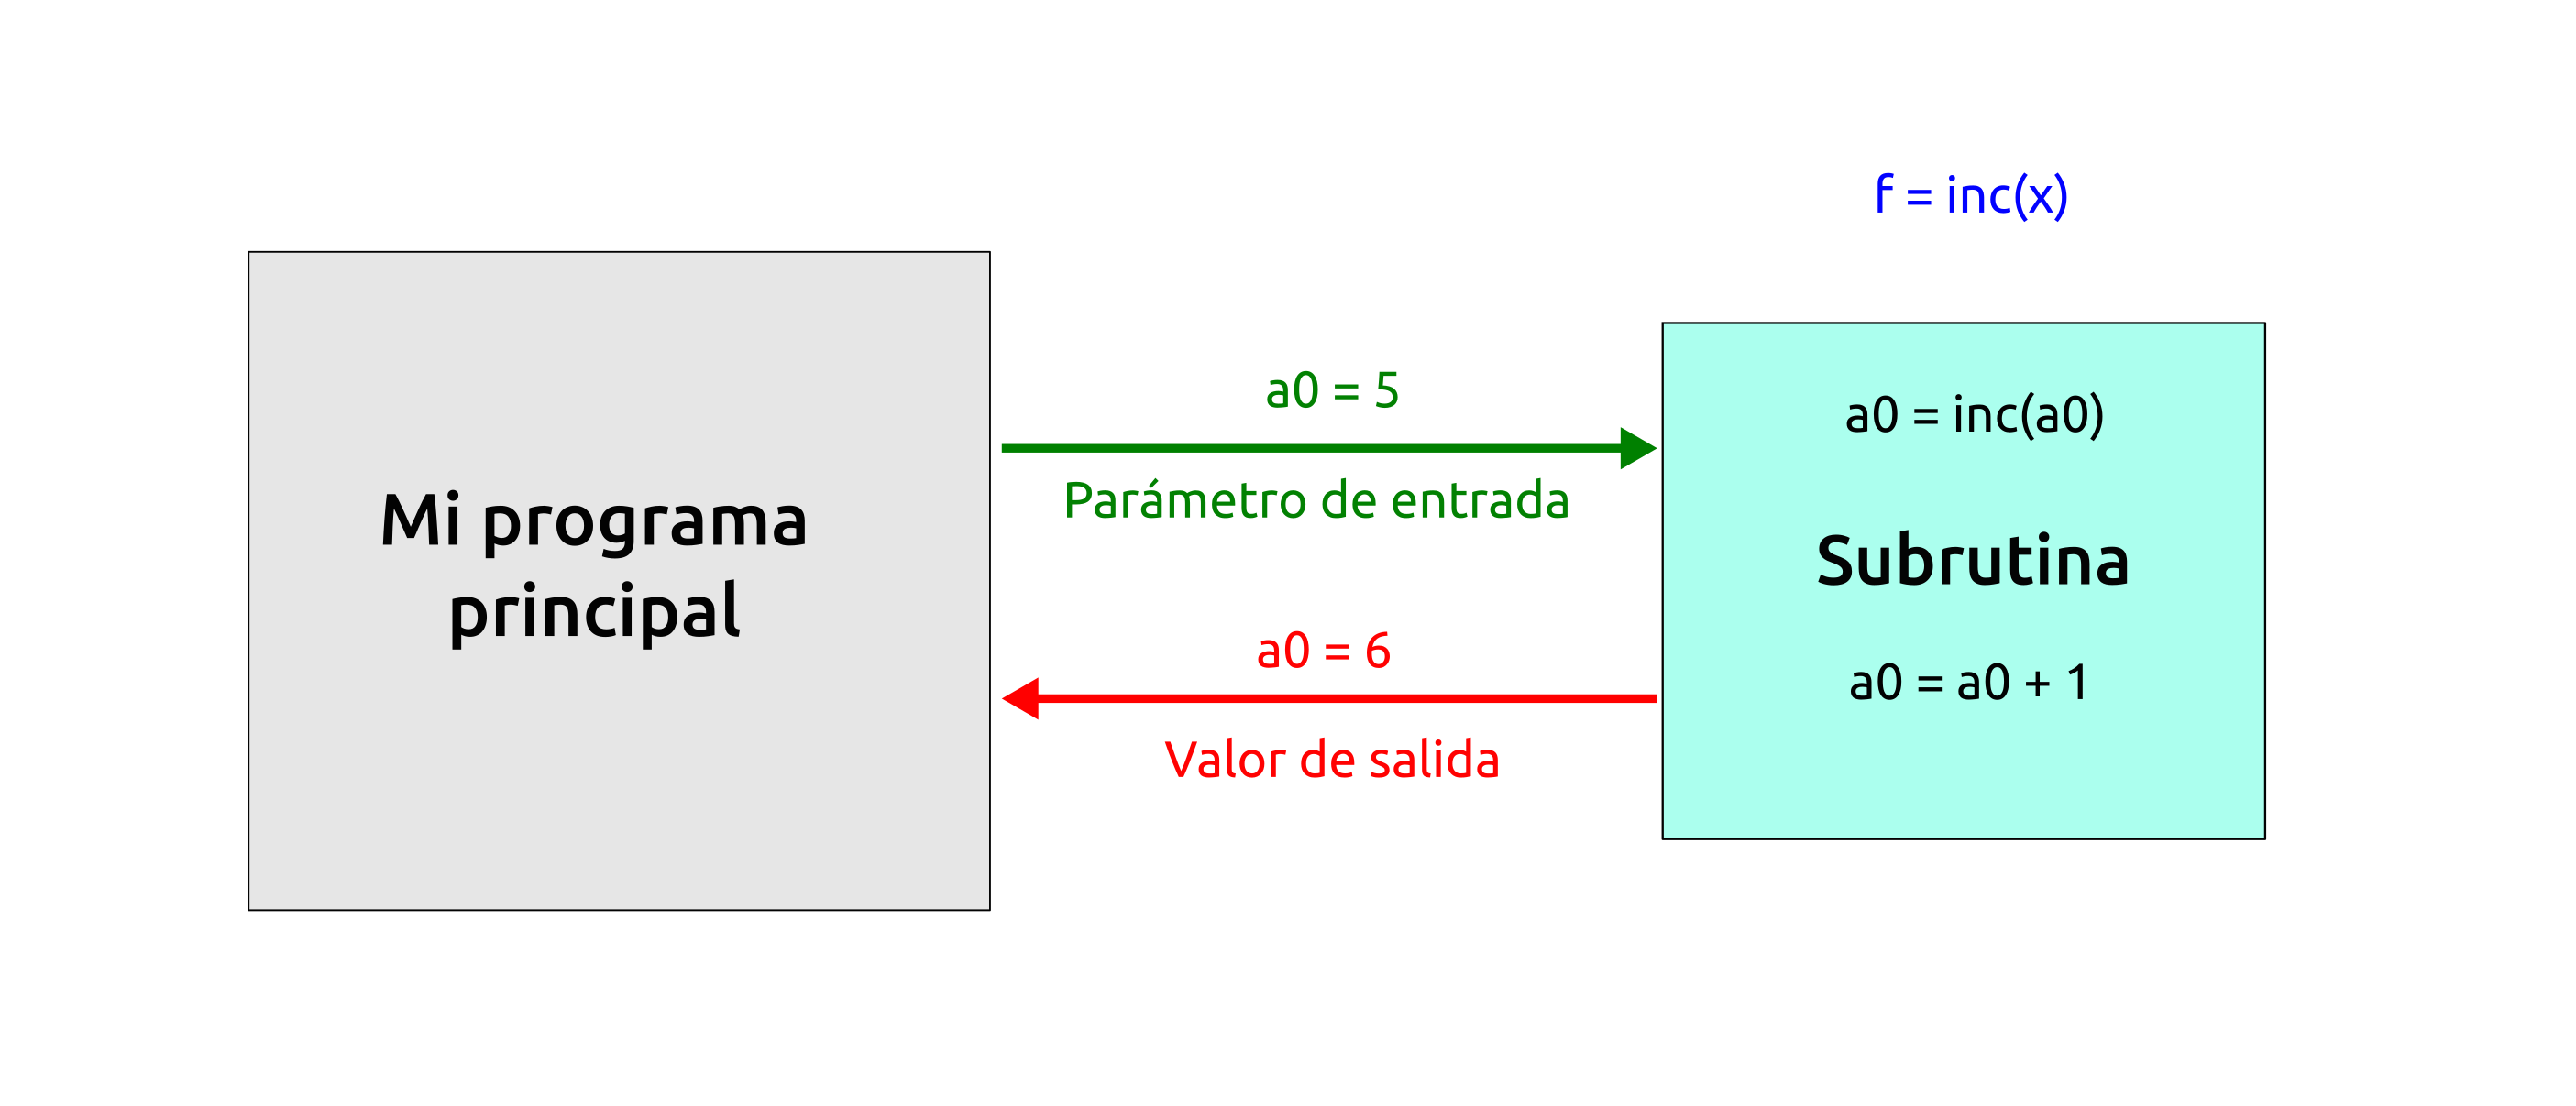 f = inc(x)
Mi programa
principal
a0 = 5
Parámetro de entrada
a0 = 6
Valor de salida
a0 = inc(a0)
Subrutina
a0 = a0 + 1